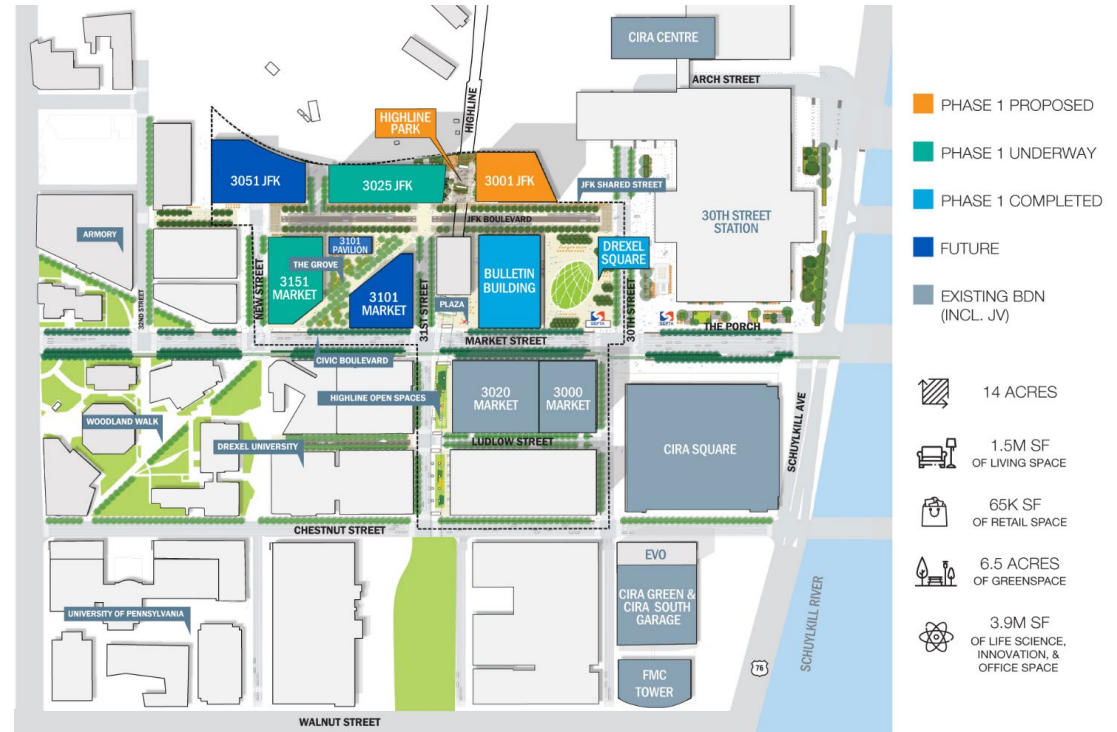 CIRA CENTRE
ARCH STREET
HIGHLINE
HIGHLINE
PARK
3051 JFK
3025 JFK
3001 JFK
JFK SHARED STREET
JFK BOULEVARD
30TH STREET
STATION
ARMORY
3101
PAVILION
THE GROVE
DREXEL
SQUARE
NEW STREET
3151
MARKET
3101
MARKET
31ST STREET
BULLETIN
BUILDING
PLAZA
30TH STREET
32ND STREET
SEPTA
SEPTA
THE PORCH
MARKET STREET
CIVIC BOULEVARD
HIGHLINE OPEN SPACES
3020
MARKET
3000
MARKET
WOODLAND WALK
DREXEL UNIVERSITY
LUDLOW STREET
CIRA SQUARE
SCHUYLKILL AVE
CHESTNUT STREET
EVO
CIRA GREEN &
CIRA SOUTH
GARAGE
UNIVERSITY OF PENNSYLVANIA
SCHUYLKILL RIVER
76
FMC
TOWER
WALNUT STREET
PHASE 1 PROPOSED
PHASE 1 UNDERWAY
PHASE 1 COMPLETED
FUTURE
EXISTING BDN
(INCL. JV)
14 ACRES
1.5M SF
OF LIVING SPACE
65K SF
OF RETAIL SPACE
6.5 ACRES
OF GREENSPACE
3.9M SF
OF LIFE SCIENCE,
INNOVATION, &
OFFICE SPACE